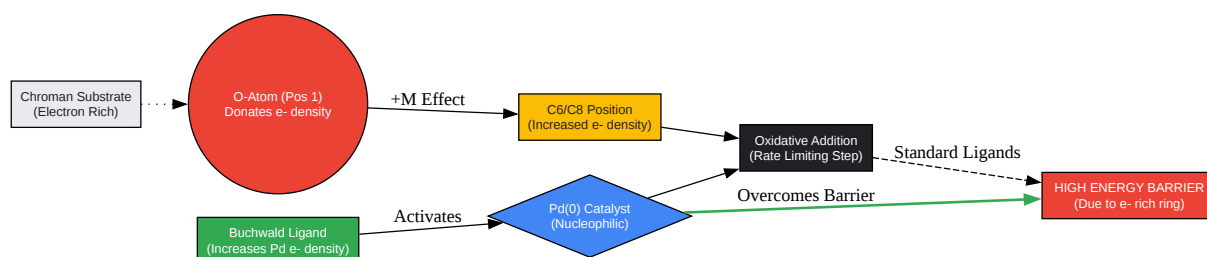 Chroman Substrate
(Electron Rich)
O-Atom (Pos 1)
Donates e- density
+M Effect
C6/C8 Position
(Increased e- density)
Oxidative Addition
(Rate Limiting Step)
Standard Ligands
HIGH ENERGY BARRIER
(Due to e- rich ring)
Buchwald Ligand
(Increases Pd e- density)
Activates
Pd(0) Catalyst
(Nucleophilic)
Overcomes Barrier